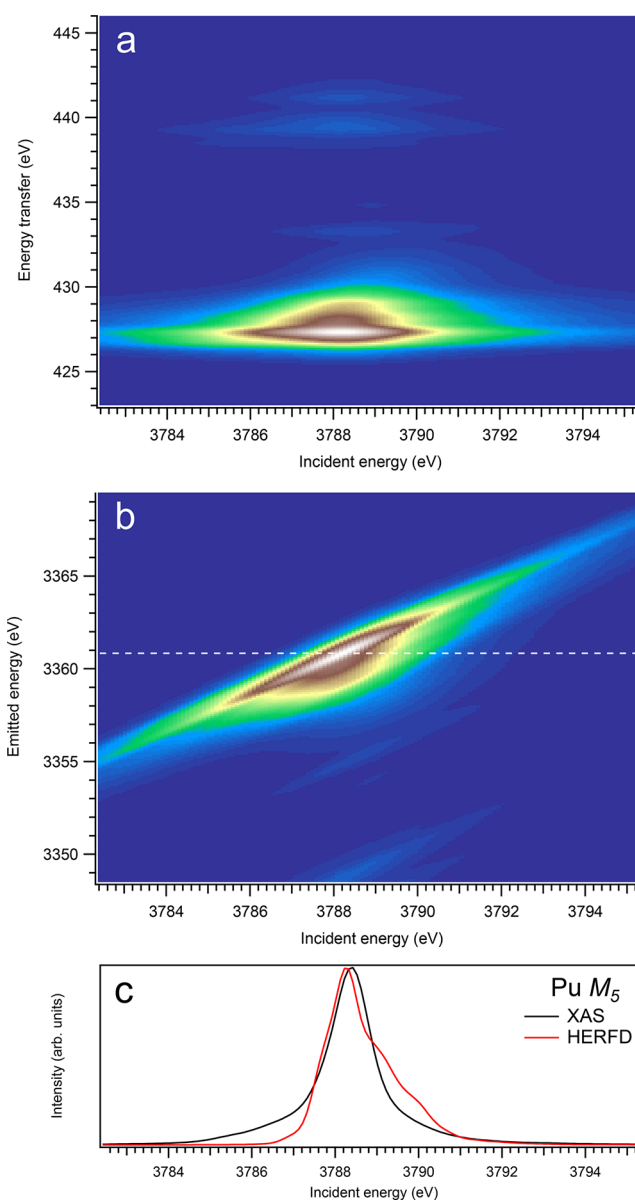 a
445
440
435
430
425
Energy transfer (eV)
3784 3786 3788 3790 3792 3794
Incident energy (eV)
b
3365
3360
3355
3350
Emitted energy (eV)
3784 3786 3788 3790 3792 3794
Incident energy (eV)
c
Pu M5
XAS
HERFD
Intensity (arb. units)
3784 3786 3788 3790 3792 3794
Incident energy (eV)